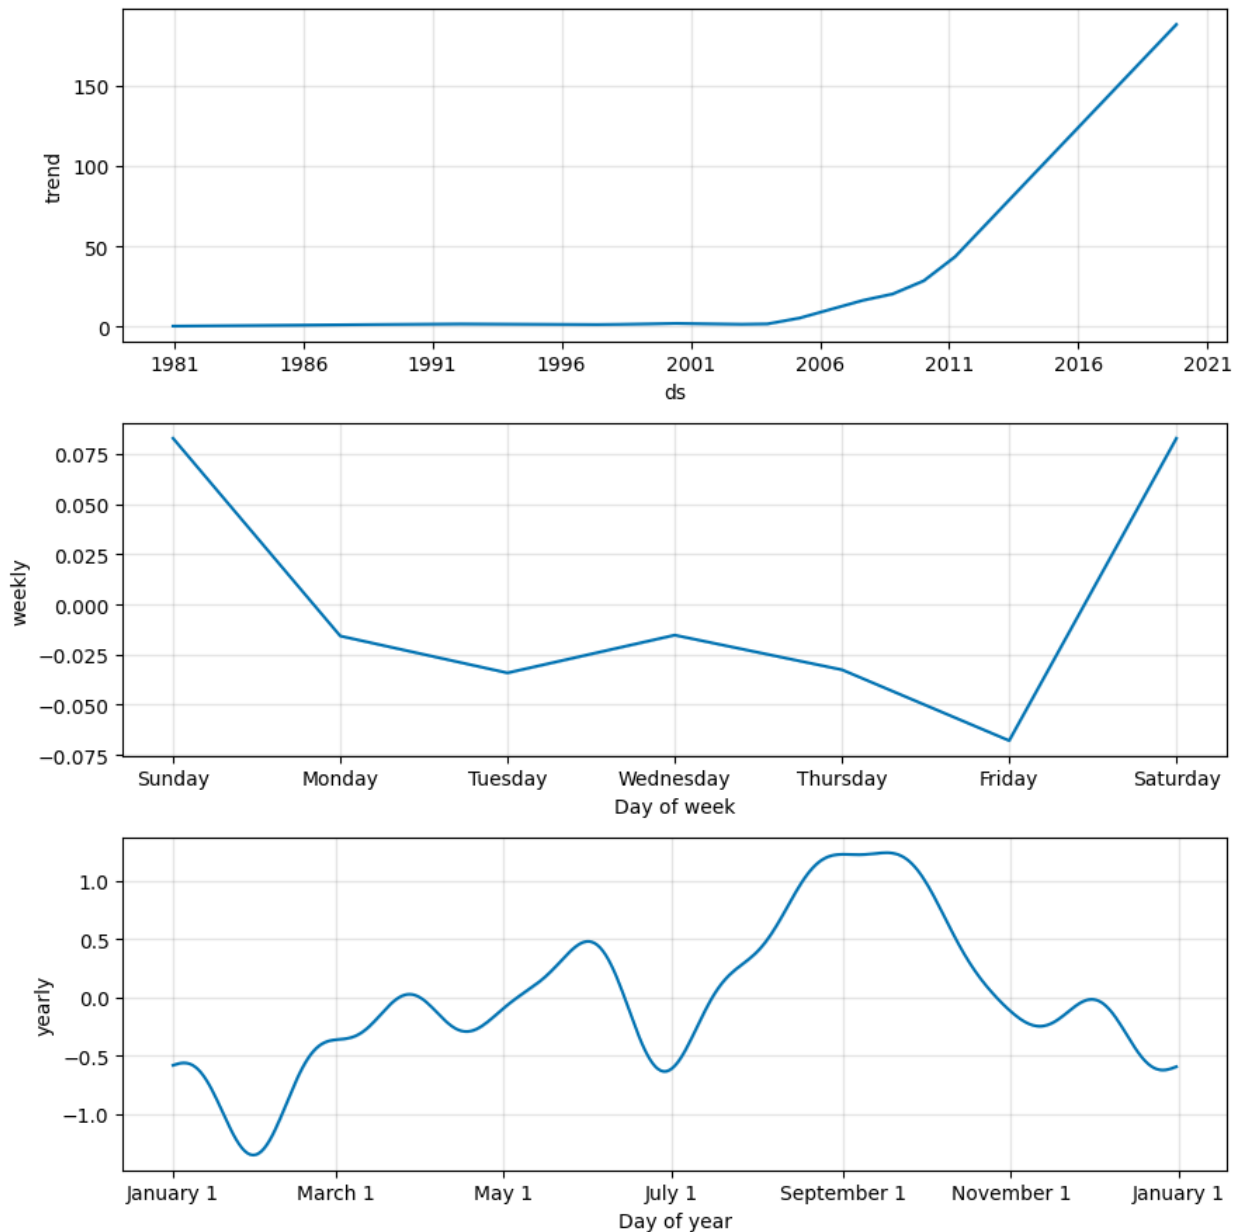 trend
150
100
50
0
1981 1986 1991 1996 2001 2006 2011 2016 2021
ds
weekly
0.075
0.050
0.025
0.000
−0.025
−0.050
−0.075
Sunday Monday Tuesday Wednesday Thursday Friday Saturday
Day of week
yearly
1.0
0.5
0.0
−0.5
−1.0
January 1 March 1 May 1 July 1 September 1 November 1 January 1
Day of year